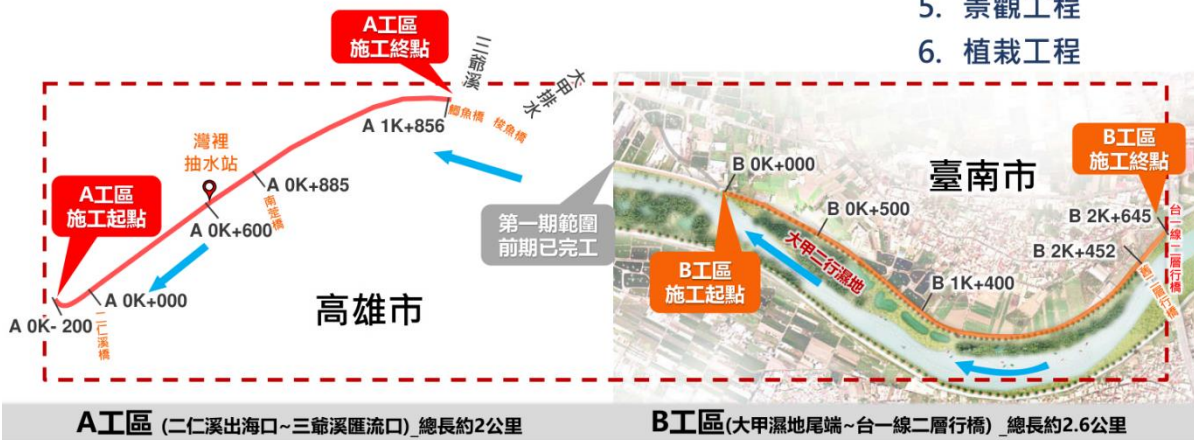 5. 景觀工程
6. 植栽工程
A工區
施工終點
三爺溪
大甲排水
鯽魚橋
梭魚橋
A 1K+856
灣裡
抽水站
A 0K+885
南萣橋
A工區
施工起點
A 0K+600
A 0K+000
A 0K- 200
二仁溪橋
高雄市
第一期範圍
前期已完工
B 0K+000
B 0K+500
臺南市
B工區
施工終點
B 2K+645
台一線二層行橋
B 2K+452
舊二層行橋
大甲二行濕地
B工區
施工起點
B 1K+400
A工區 (二仁溪出海口~三爺溪匯流口)_總長約2公里
B工區(大甲濕地尾端~台一線二層行橋) _總長約2.6公里